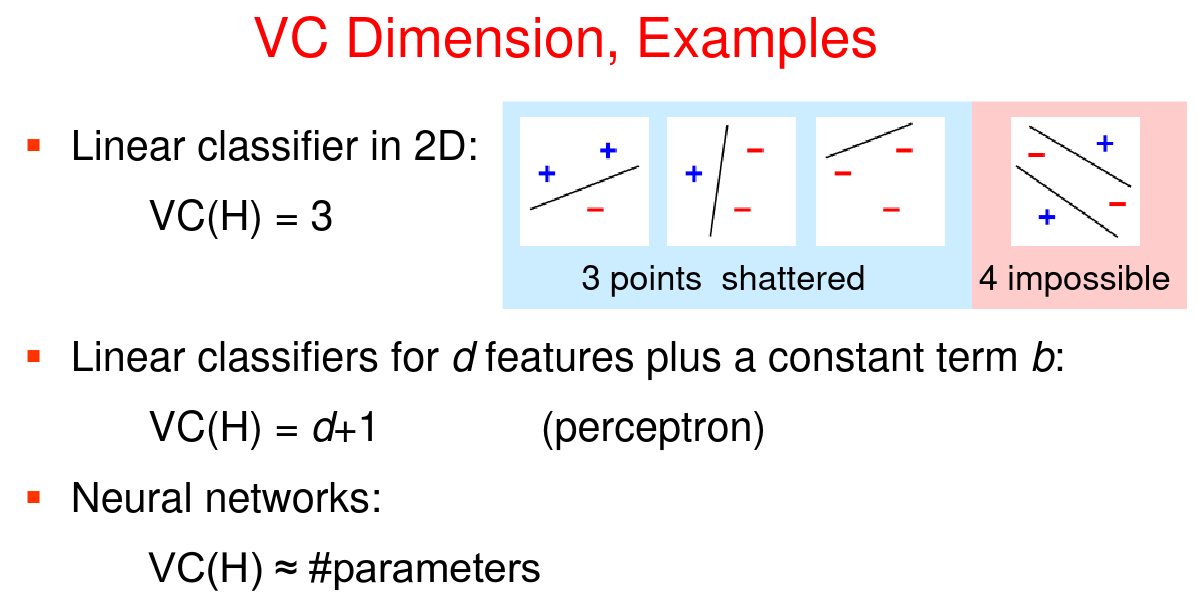 VC Dimension, Examples
▪ Linear classifier in 2D:
VC(H) = 3
+ + −
+ − −
− − −
− + + −
3 points shattered
4 impossible
▪ Linear classifiers for d features plus a constant term b:
VC(H) = d+1 (perceptron)
▪ Neural networks:
VC(H) ≈ #parameters